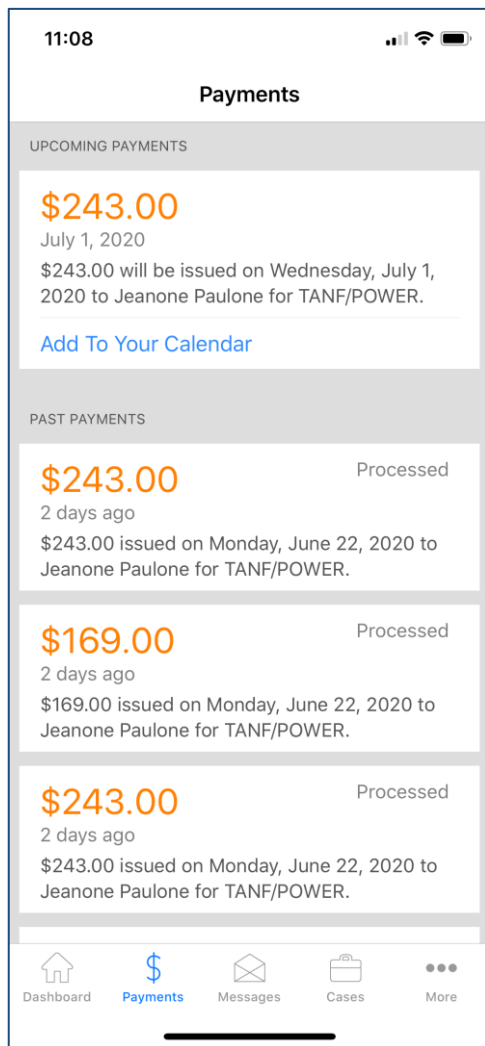 11:08
Payments
UPCOMING PAYMENTS
$243.00
July 1, 2020
$243.00 will be issued on Wednesday, July 1,
2020 to Jeanone Paulone for TANF/POWER.
Add To Your Calendar
PAST PAYMENTS
$243.00 Processed
2 days ago
$243.00 issued on Monday, June 22, 2020 to
Jeanone Paulone for TANF/POWER.
$169.00 Processed
2 days ago
$169.00 issued on Monday, June 22, 2020 to
Jeanone Paulone for TANF/POWER.
$243.00 Processed
2 days ago
$243.00 issued on Monday, June 22, 2020 to
Jeanone Paulone for TANF/POWER.
Dashboard Payments Messages Cases More